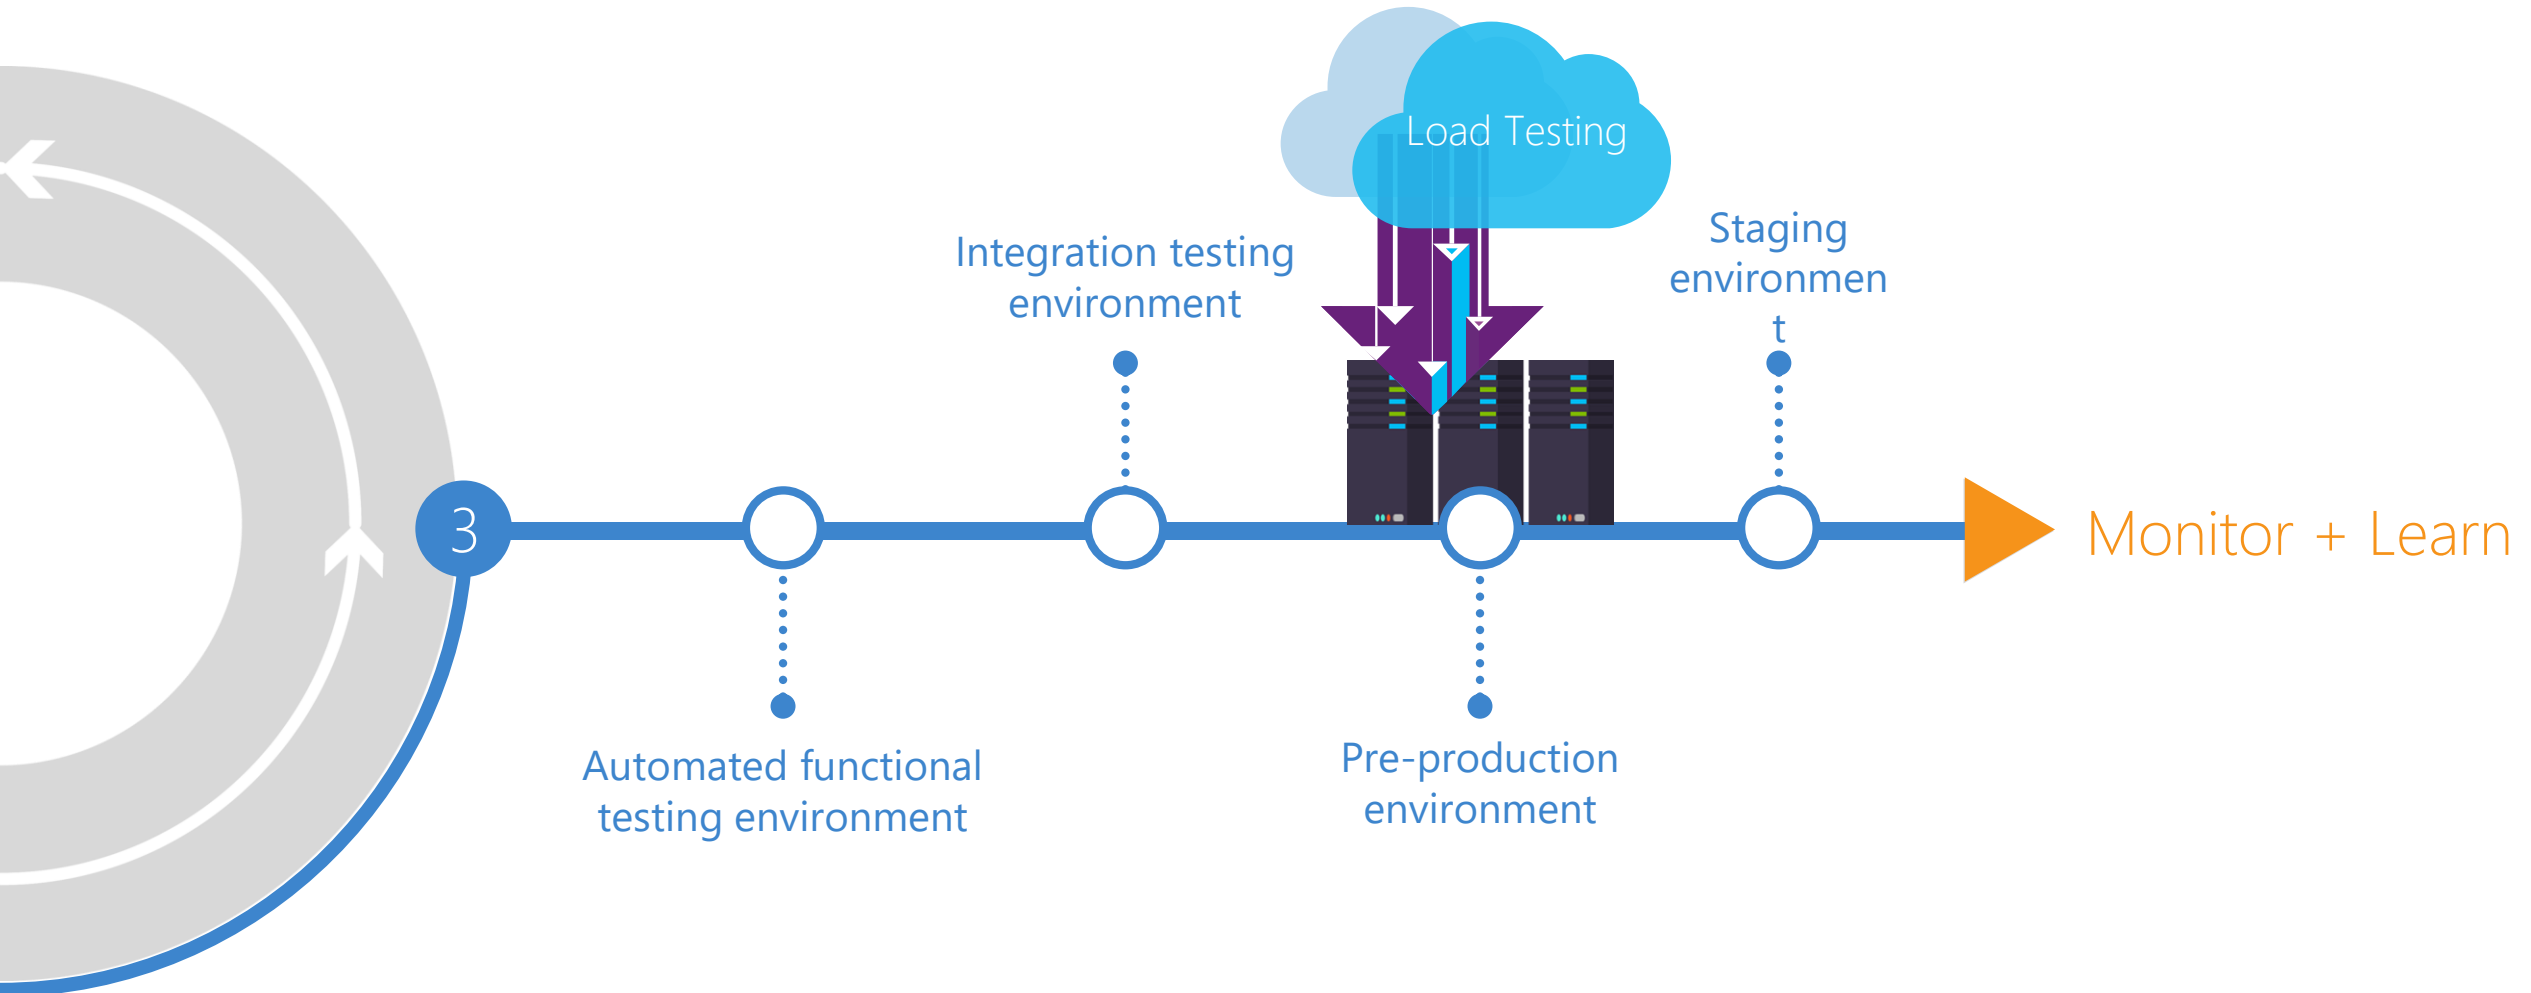 Load Testing
Integration testing
environment
Staging
environmen
t
3
Monitor + Learn
Automated functional
testing environment
Pre-production
environment